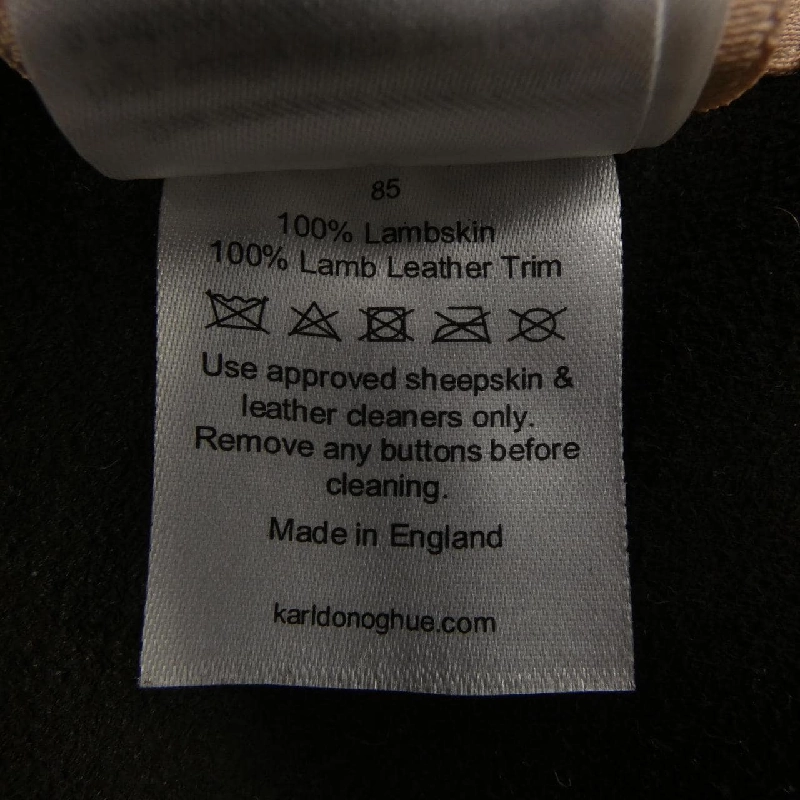 85
100% Lambskin
100% Lamb Leather Trim
Use approved sheepskin &
leather cleaners only.
Remove any buttons before
cleaning.
Made in England
karldonoghue.com